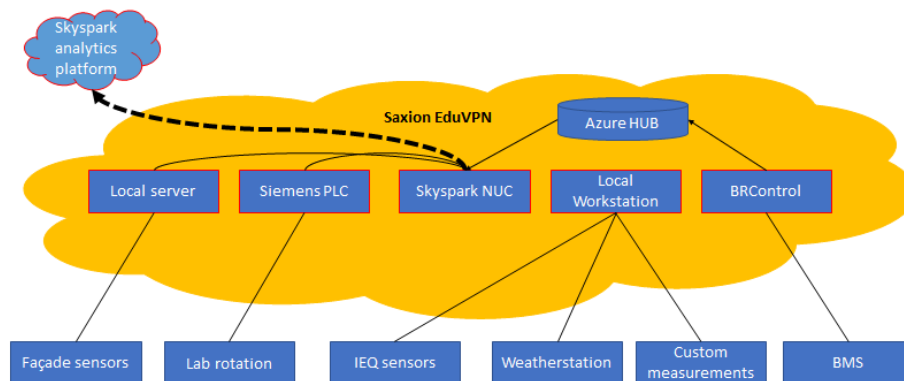 Skyspark
analytics
platform
Saxion EduVPN
Azure HUB
Local server
Siemens PLC
Skyspark NUC
Local
Workstation
BRControl
Façade sensors
Lab rotation
IEQ sensors
Weatherstation
Custom
measurements
BMS